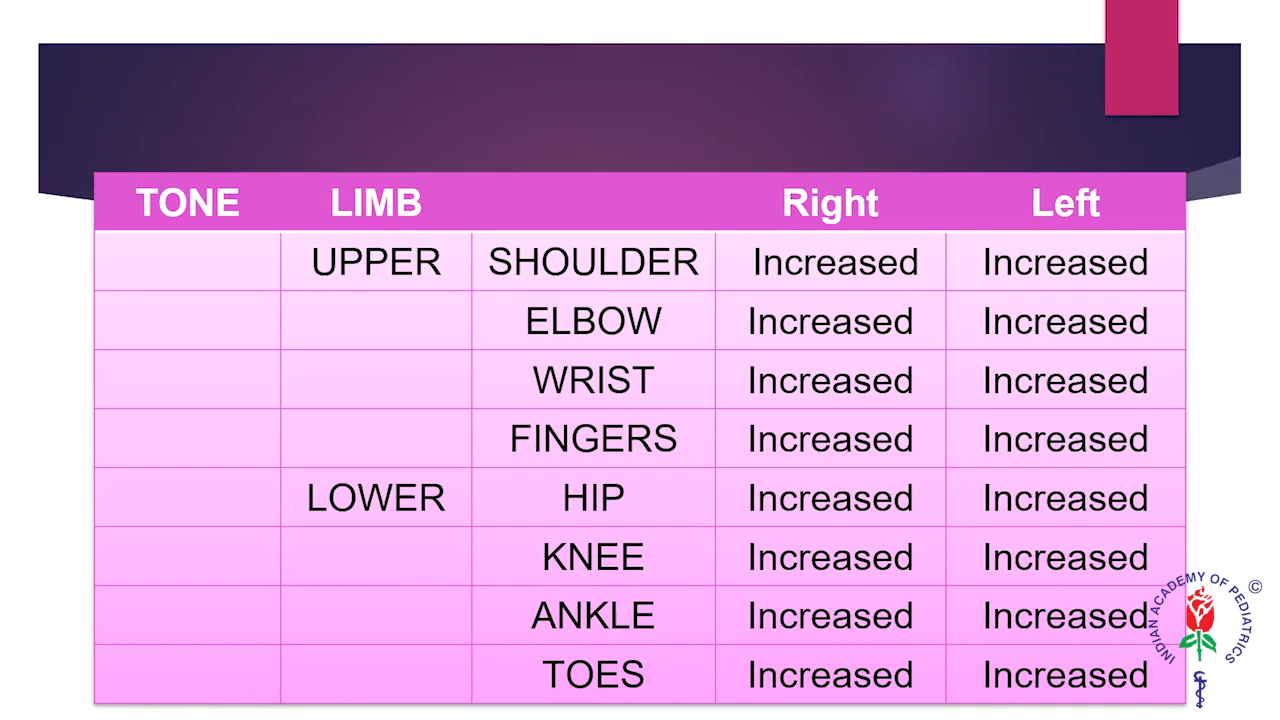 TONE LIMB Right Left
UPPER SHOULDER Increased Increased
ELBOW Increased Increased
WRIST Increased Increased
FINGERS Increased Increased
LOWER HIP Increased Increased
KNEE Increased Increased
ANKLE Increased Increased
TOES Increased Increased
INDIAN ACADEMY OF PEDIATRICS ©